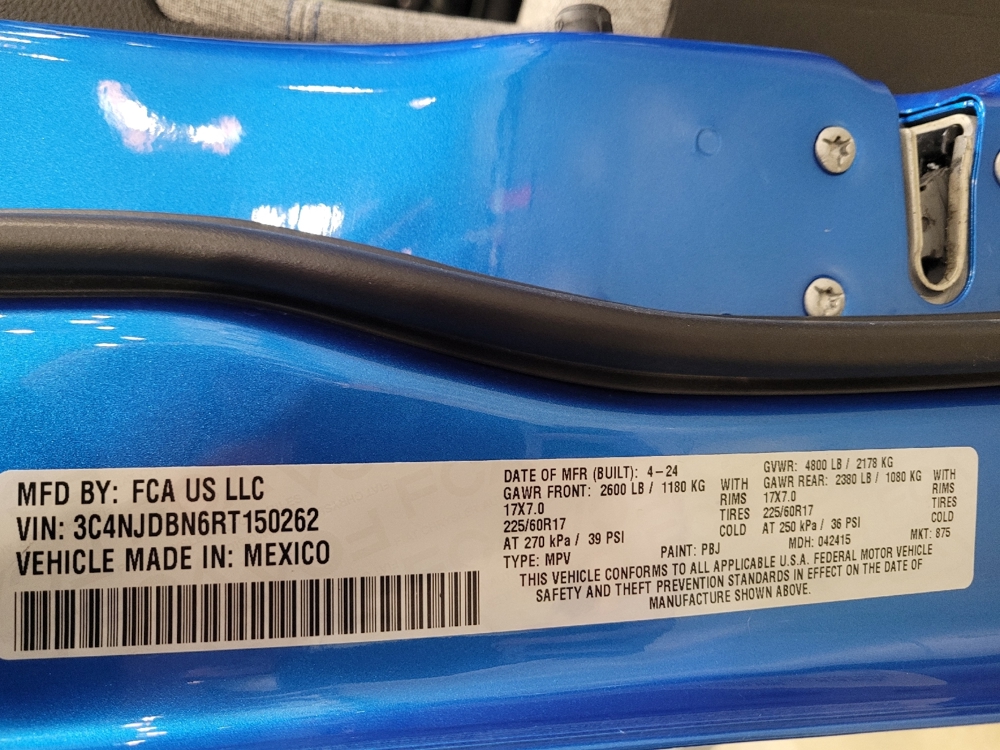 MFD BY: FCA US LLC
VIN: 3C4NJDBN6RT150262
VEHICLE MADE IN: MEXICO
DATE OF MFR (BUILT): 4-24
GAWR FRONT: 2600 LB / 1180 KG WITH
17X7.0 RIMS
225/60R17 TIRES
AT 270 kPa / 39 PSI COLD
GVWR: 4800 LB / 2178 KG
GAWR REAR: 2380 LB / 1080 KG WITH
17X7.0 RIMS
225/60R17 TIRES
AT 250 kPa / 36 PSI COLD
TYPE: MPV PAINT: PBJ MDH: 042415 MKT: 875
THIS VEHICLE CONFORMS TO ALL APPLICABLE U.S.A. FEDERAL MOTOR VEHICLE
SAFETY AND THEFT PREVENTION STANDARDS IN EFFECT ON THE DATE OF
MANUFACTURE SHOWN ABOVE.